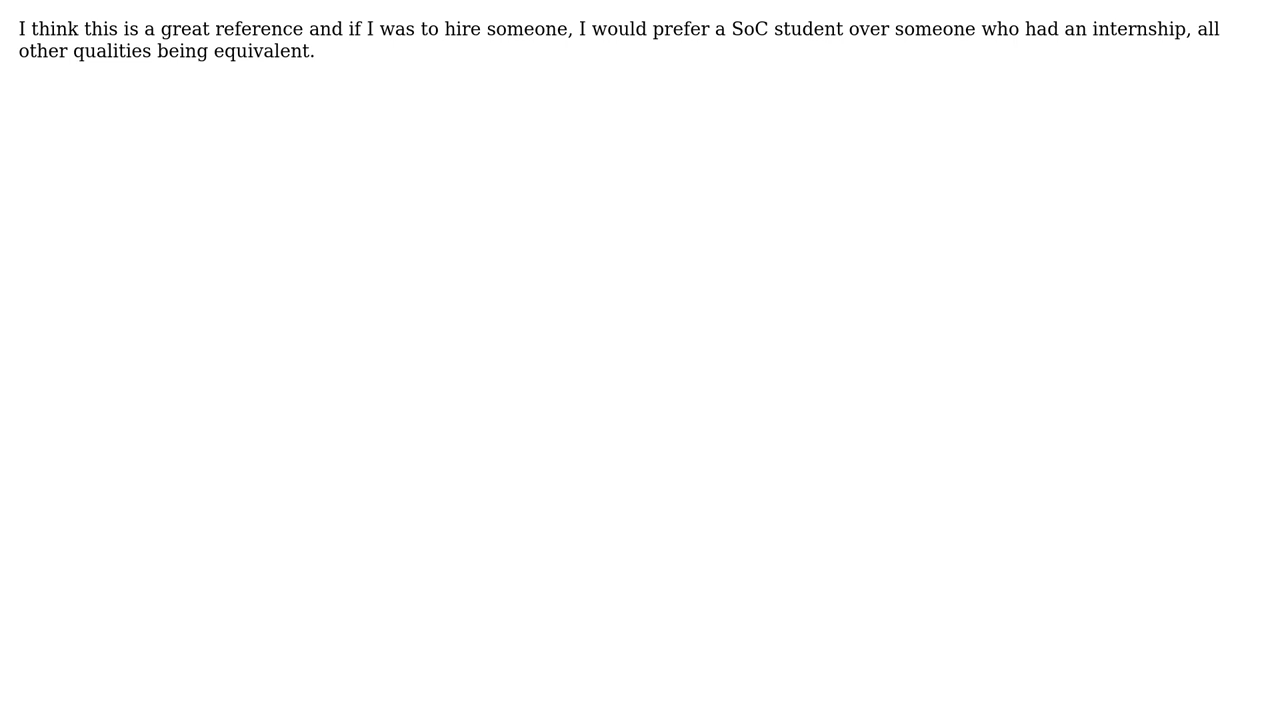 I think this is a great reference and if I was to hire someone, I would prefer a SoC student over someone who had an internship, all
other qualities being equivalent.